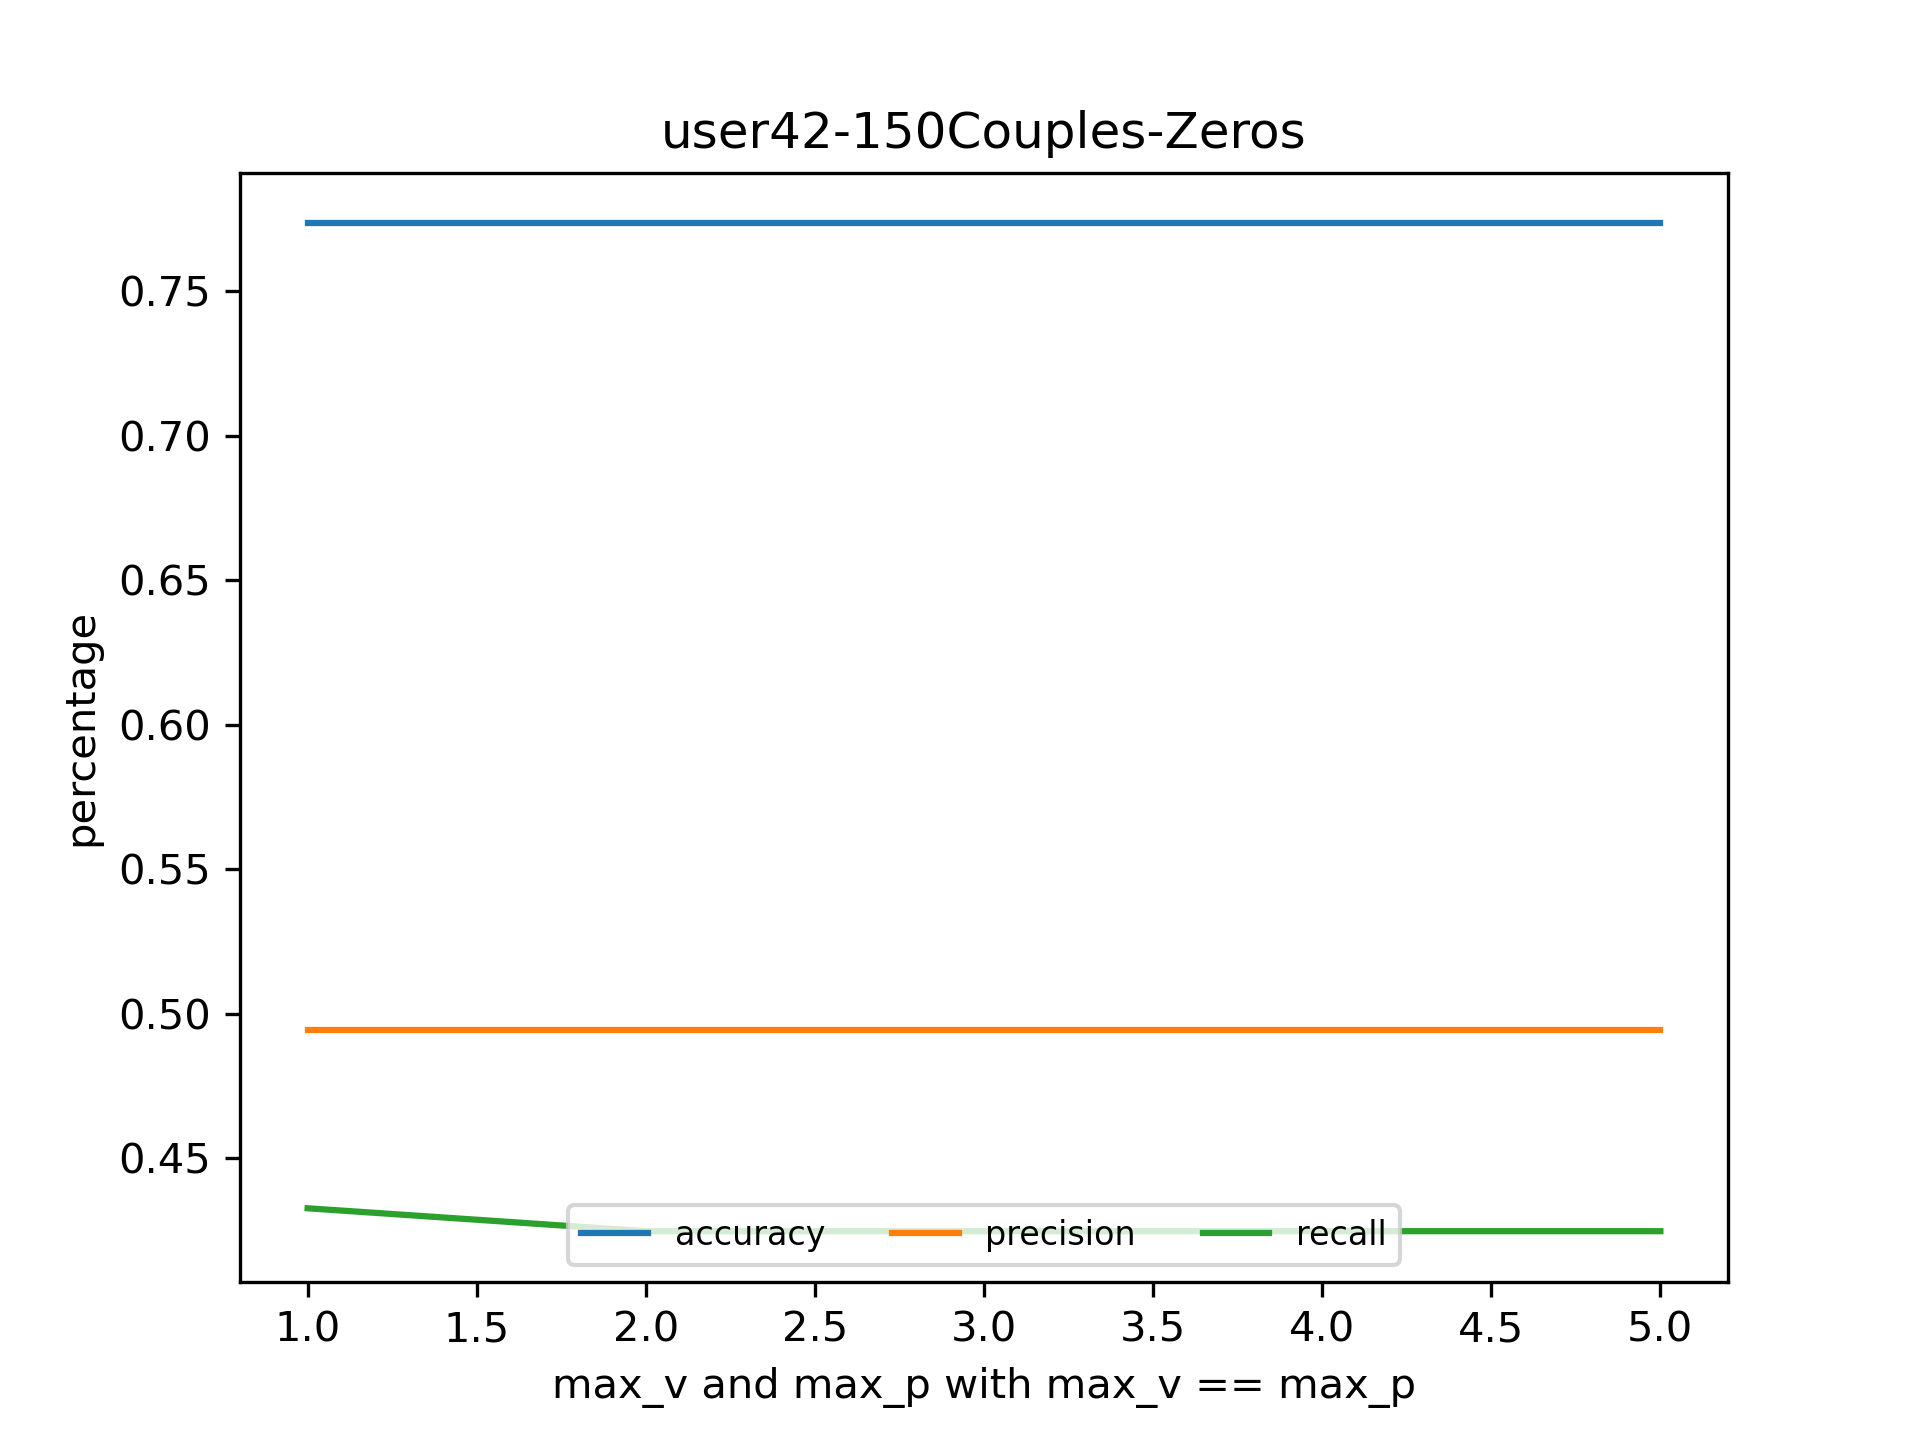 user42-150Couples-Zeros
percentage
0.75
0.70
0.65
0.60
0.55
0.50
0.45
accuracy precision recall
1.0 1.5 2.0 2.5 3.0 3.5 4.0 4.5 5.0
max_v and max_p with max_v == max_p